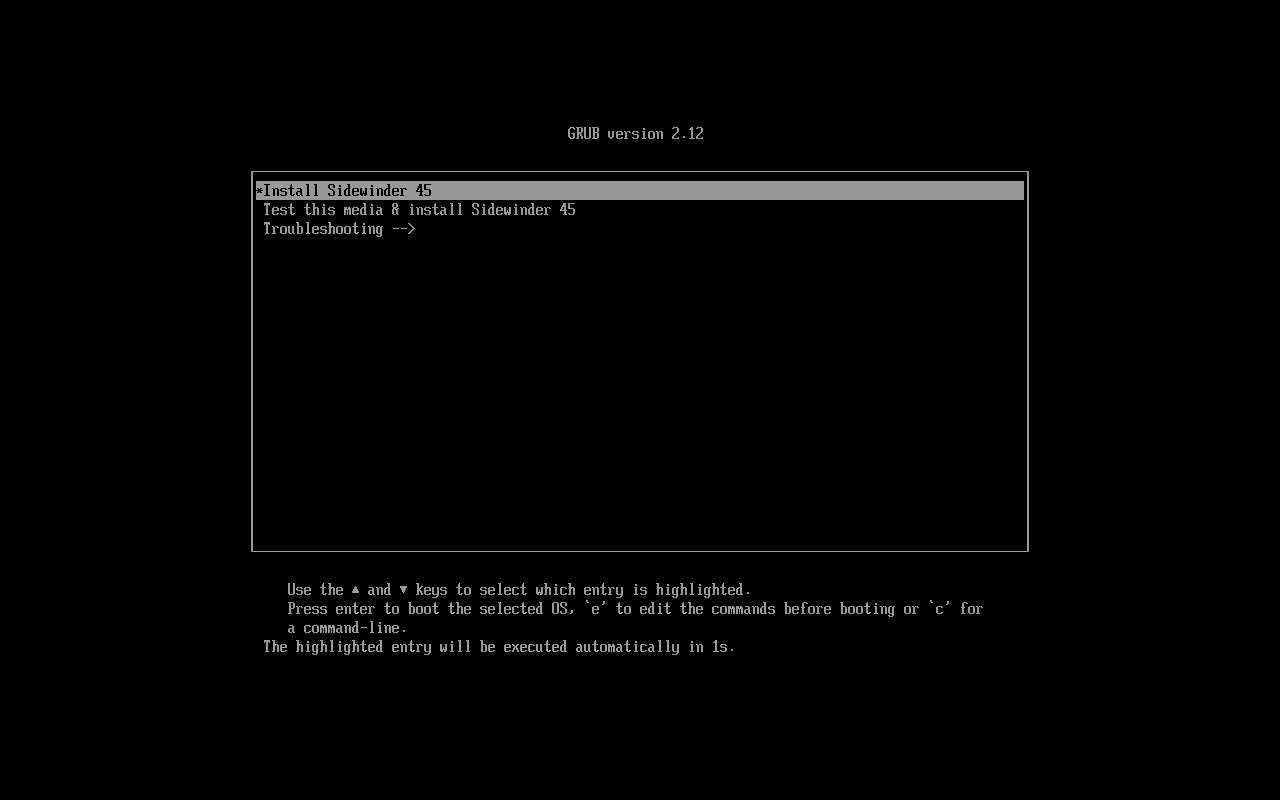 GRUB version 2.12
*Install Sidewinder 45
Test this media & install Sidewinder 45
Troubleshooting -->
Use the ▲ and ▼ keys to select which entry is highlighted.
Press enter to boot the selected OS, `e' to edit the commands before booting or `c' for
a command-line.
The highlighted entry will be executed automatically in 1s.